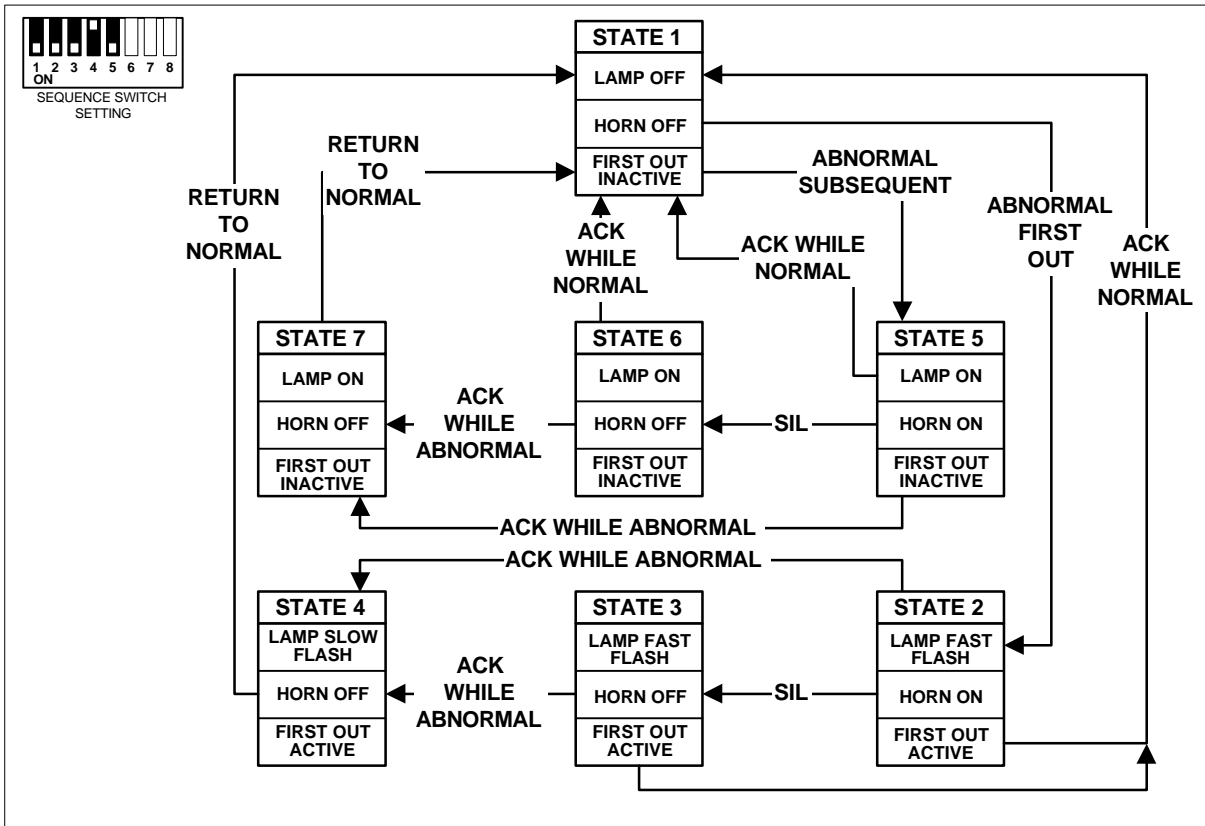 1 2 3 4 5 6 7 8
ON
SEQUENCE SWITCH
SETTING
STATE 1
LAMP OFF
HORN OFF
FIRST OUT
INACTIVE
RETURN
TO
NORMAL
RETURN
TO
NORMAL
ACK
WHILE
NORMAL
ACK WHILE
NORMAL
ABNORMAL
SUBSEQUENT
ABNORMAL
FIRST
OUT
ACK
WHILE
NORMAL
STATE 7
LAMP ON
HORN OFF
FIRST OUT
INACTIVE
ACK
WHILE
ABNORMAL
STATE 6
LAMP ON
HORN OFF
FIRST OUT
INACTIVE
SIL
STATE 5
LAMP ON
HORN ON
FIRST OUT
INACTIVE
ACK WHILE ABNORMAL
ACK WHILE ABNORMAL
STATE 4
LAMP SLOW
FLASH
HORN OFF
FIRST OUT
ACTIVE
ACK
WHILE
ABNORMAL
STATE 3
LAMP FAST
FLASH
HORN OFF
FIRST OUT
ACTIVE
SIL
STATE 2
LAMP FAST
FLASH
HORN ON
FIRST OUT
ACTIVE